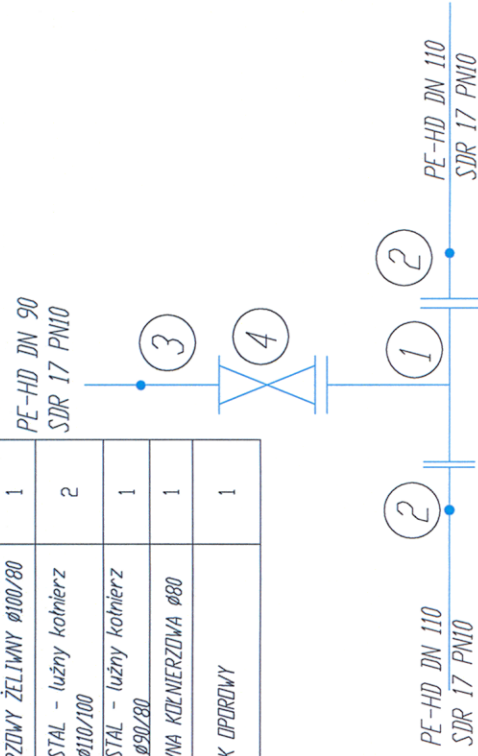 PE-HD DN 90
SDR 17 PN10
RZOWY ŻELIWNY ø100/80 1
STAL - luźny kołnierz 2
ø110/100
STAL - luźny kołnierz 1
ø90/80
NA KOŁNIERZOWA ø80 1
K OPOROWY 1
3
4
2
1
2
PE-HD DN 110
SDR 17 PN10
PE-HD DN 110
SDR 17 PN10